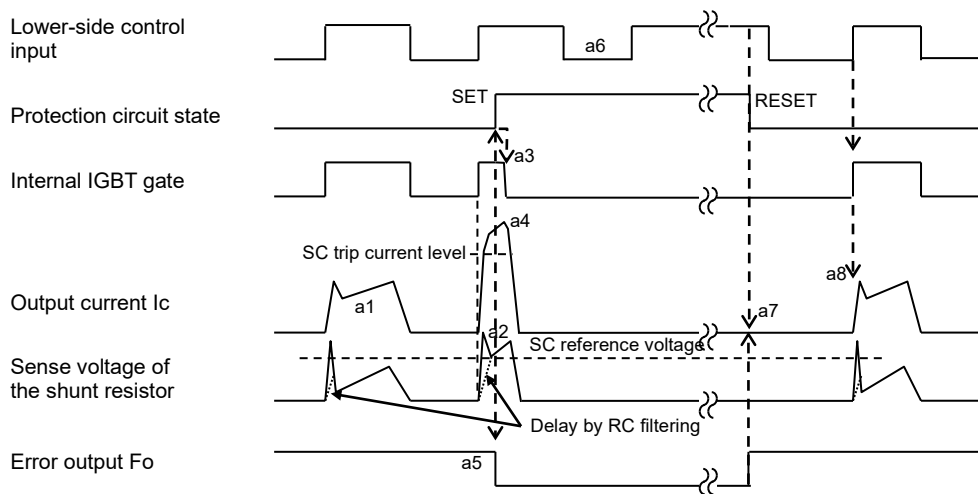 Lower-side control
input
a6
Protection circuit state
SET
RESET
a3
Internal IGBT gate
a4
SC trip current level
a8
Output current Ic
a1
a7
a2
SC reference voltage
Sense voltage of
the shunt resistor
Delay by RC filtering
Error output Fo
a5